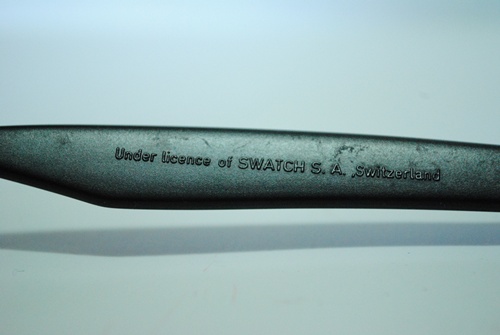 Under licence of SWATCH S. A. Switzerland